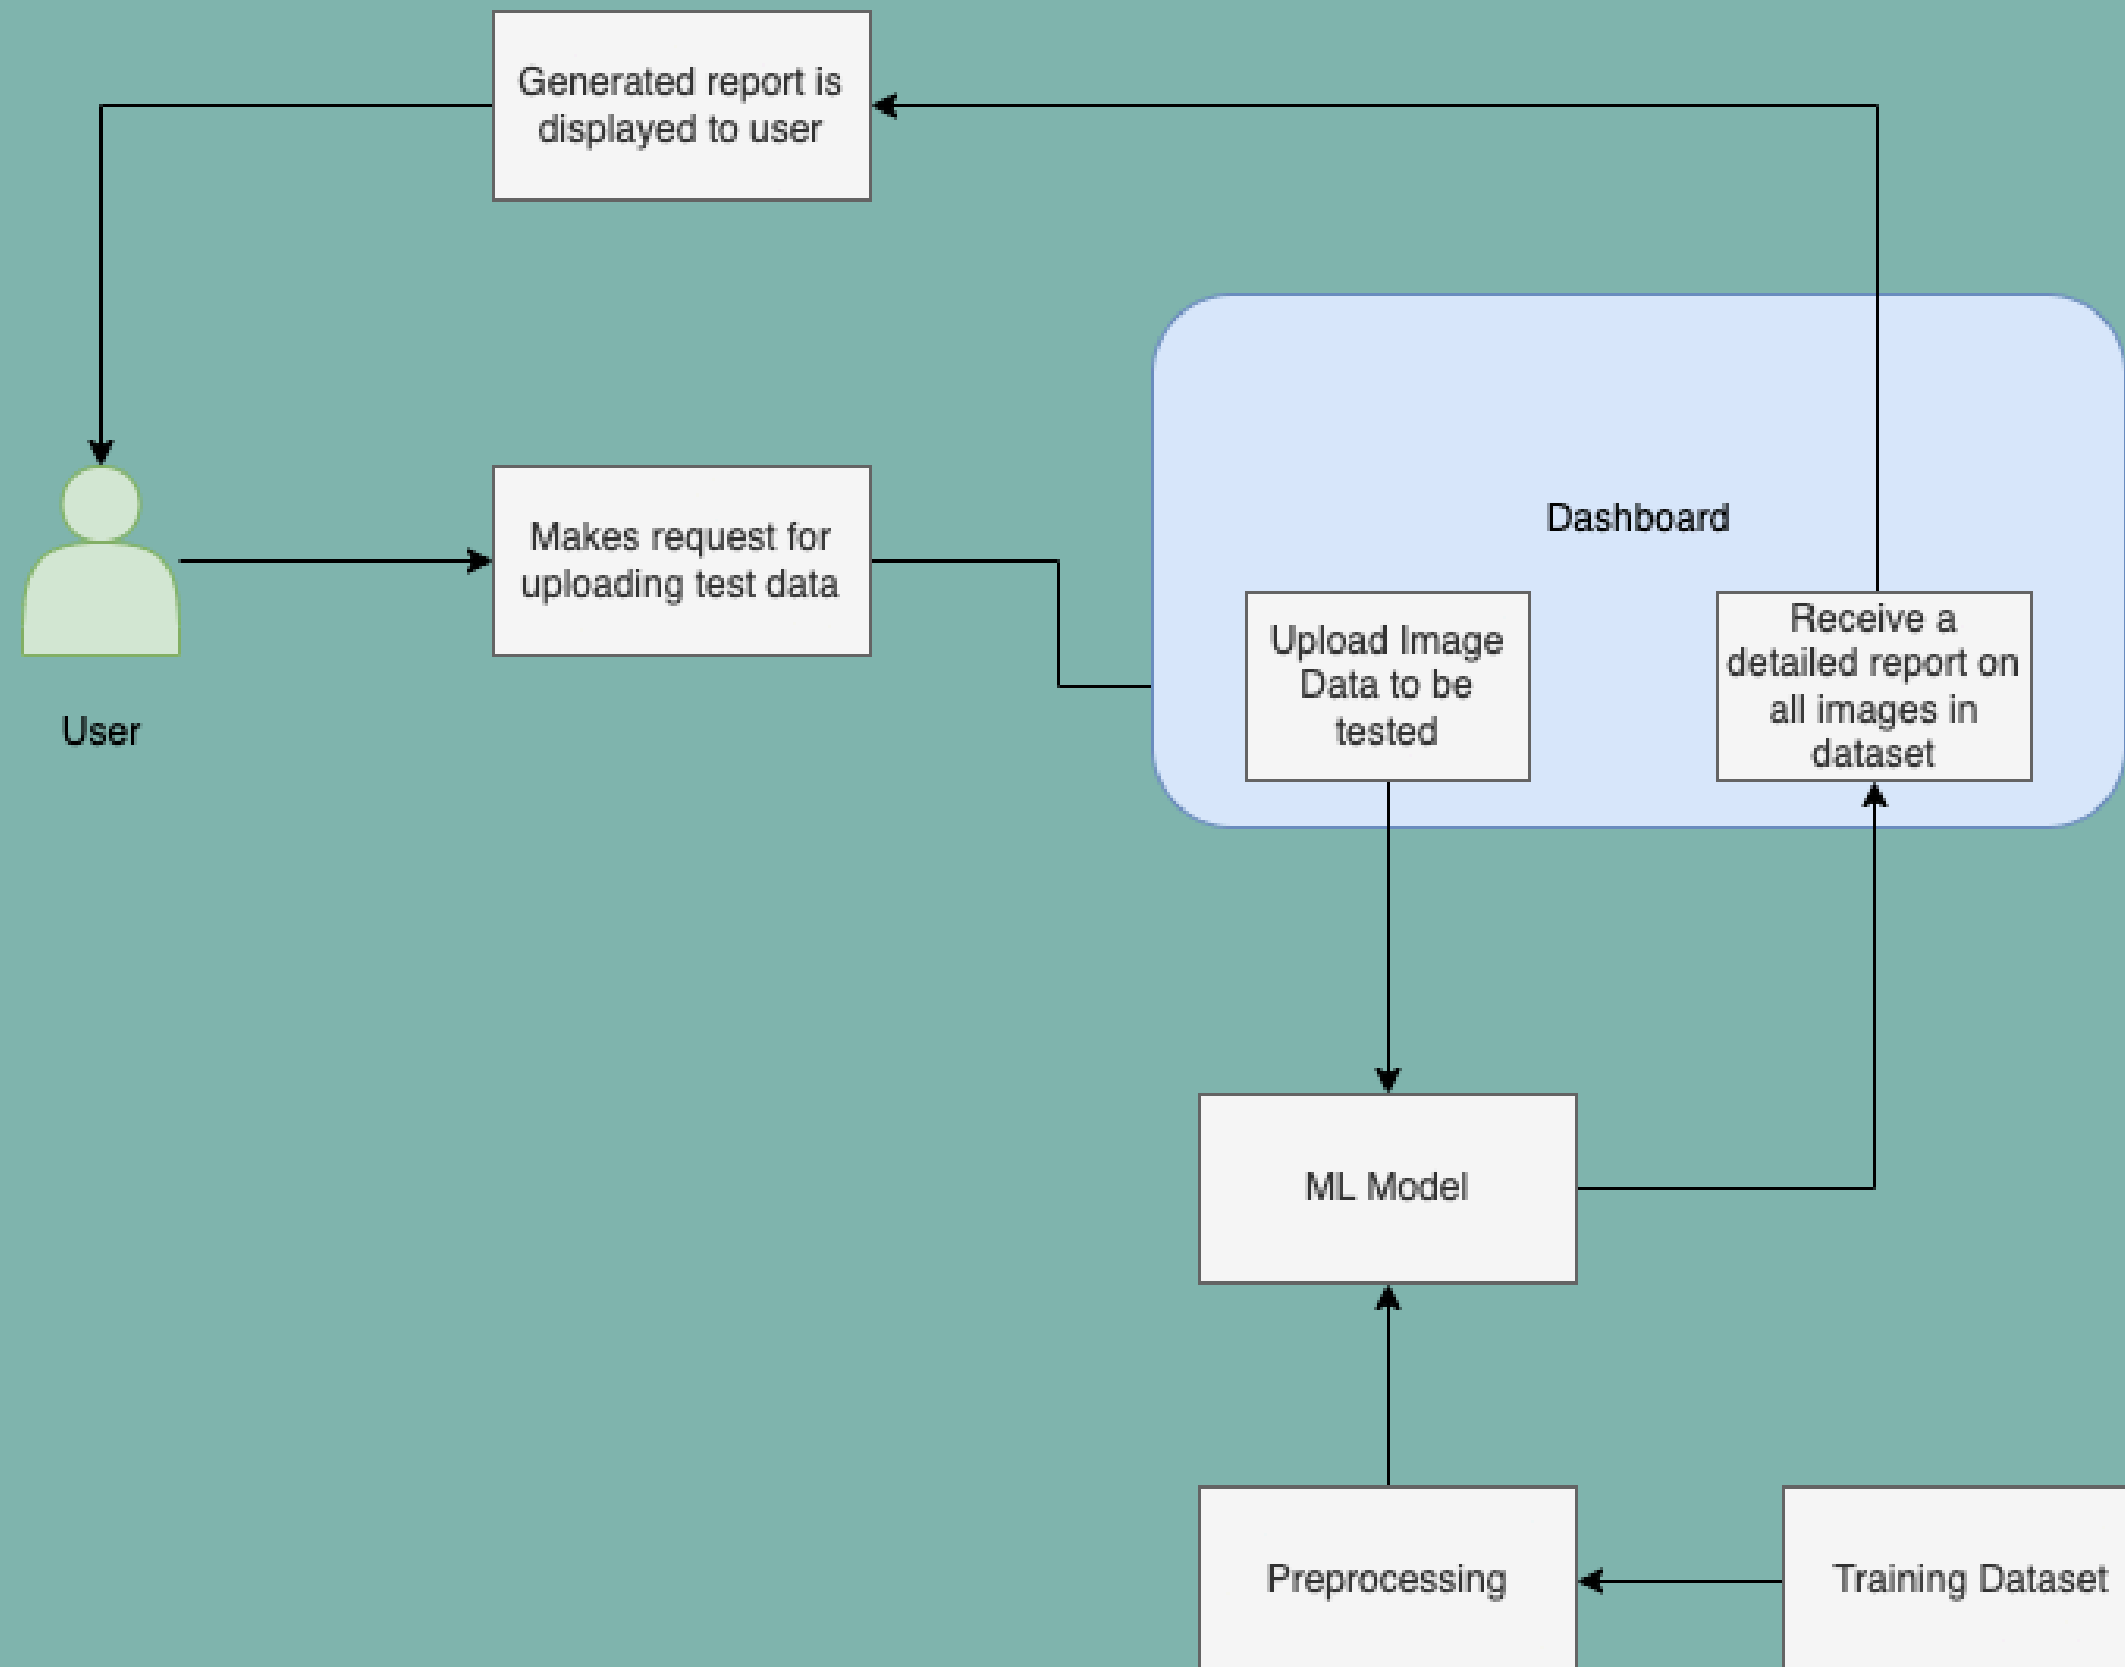 Generated report is
displayed to user
Dashboard
Makes request for
uploading test data
User
Upload Image
Data to be
tested
Receive a
detailed report on
all images in
dataset
ML Model
Preprocessing
Training Dataset